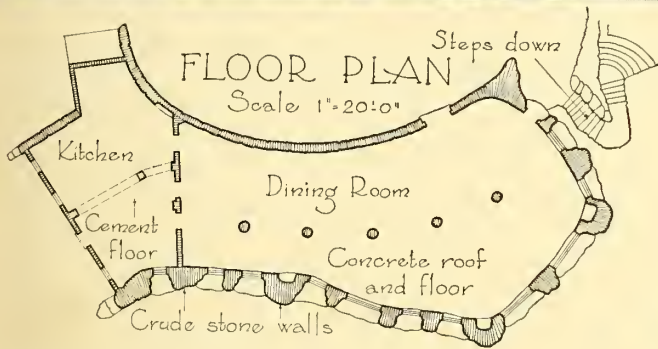 Steps down
FLOOR PLAN
Scale 1"=20'0"
Kitchen
Dining Room
Cement
floor
Concrete roof
and floor
Crude stone walls